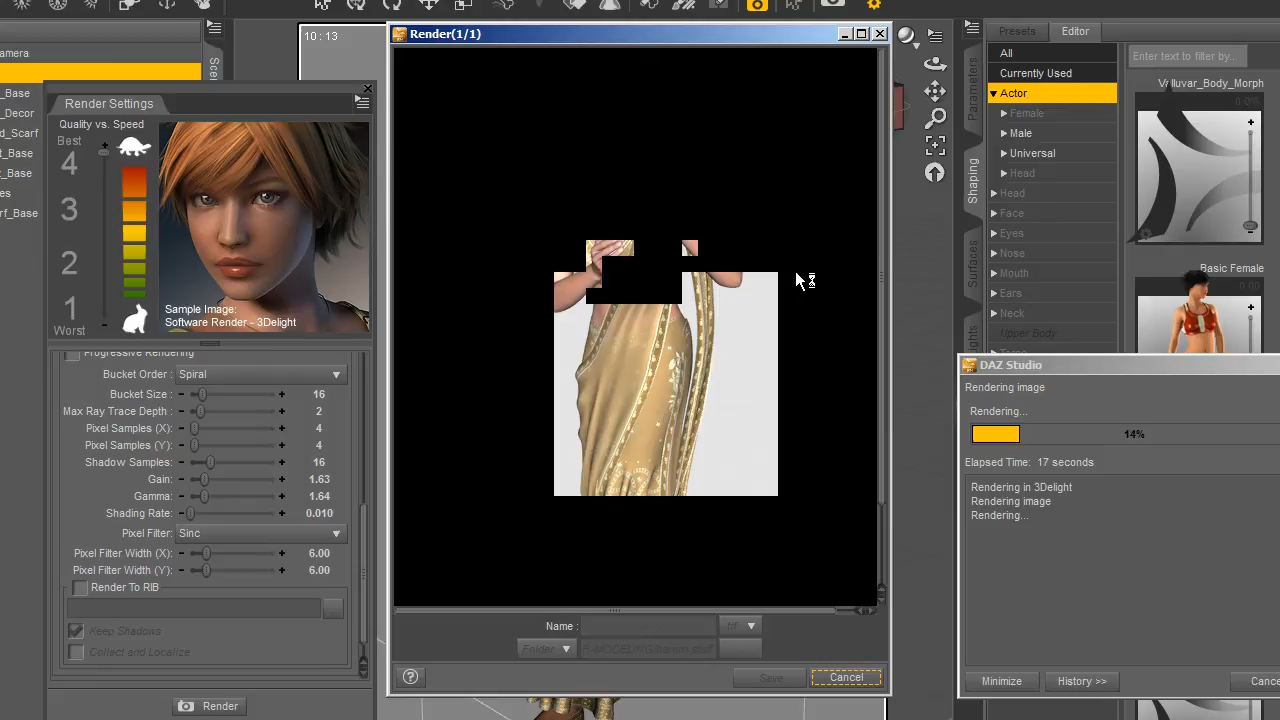 10 : 13
Render(1/1)
Presets
Editor
All
Enter text to filter by...
Currently Used
Actor
Female
Male
Universal
Head
Head
Face
Eyes
Nose
Mouth
Ears
Neck
Upper Body
Parameters
Shaping
Surfaces
Basic Female
0.00
amera
_Base
_Decor
d_Scarf
t_Base
t_Base
es
rf_Base
Render Settings
Quality vs. Speed
Best
4
3
2
1
Worst
Sample Image:
Software Render - 3Delight
Progressive Rendering
Bucket Order: Spiral
Bucket Size : 16
Max Ray Trace Depth : 2
Pixel Samples (X): 4
Pixel Samples (Y): 4
Shadow Samples: 16
Gain: 1.63
Gamma: 1.64
Shading Rate: 0.010
Pixel Filter: Sinc
Pixel Filter Width (X): 6.00
Pixel Filter Width (Y): 6.00
Render To RIB
Keep Shadows
Collect and Localize
Render
Name :
tif
Folder
Save
Cancel
DAZ Studio
Rendering image
Rendering...
14%
Elapsed Time: 17 seconds
Rendering in 3Delight
Rendering image
Rendering...
Minimize
History >>
Cance